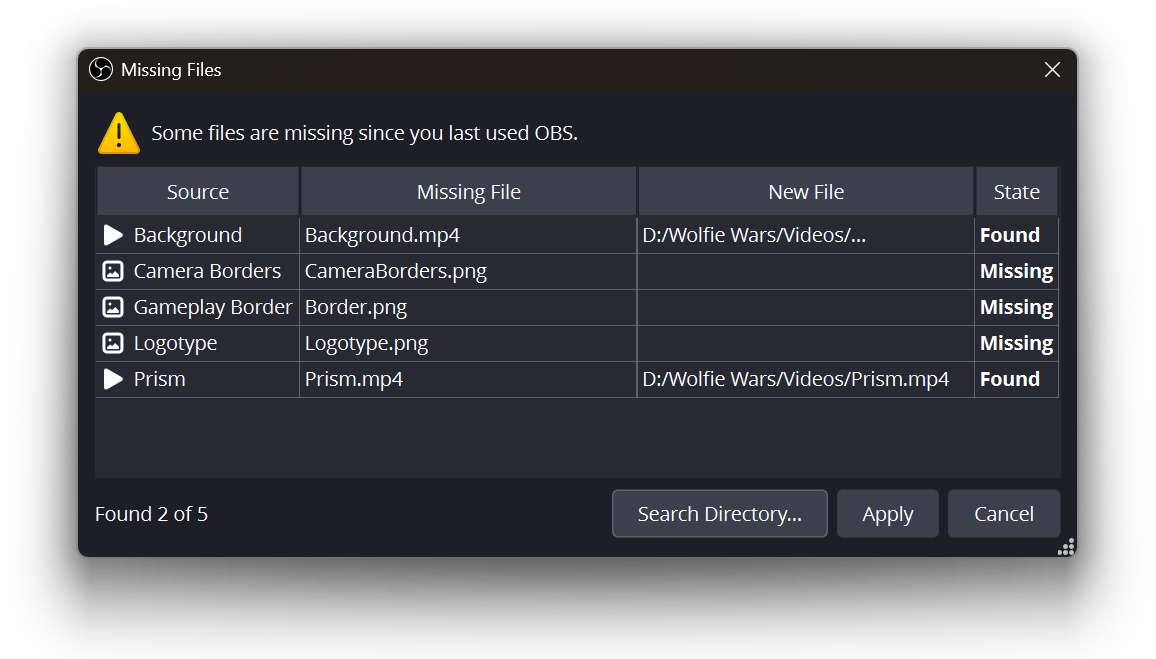 Missing Files
Some files are missing since you last used OBS.
Source Missing File New File State
Background Background.mp4 D:/Wolfie Wars/Videos/... Found
Camera Borders CameraBorders.png Missing
Gameplay Border Border.png Missing
Logotype Logotype.png Missing
Prism Prism.mp4 D:/Wolfie Wars/Videos/Prism.mp4 Found
Found 2 of 5 Search Directory... Apply Cancel